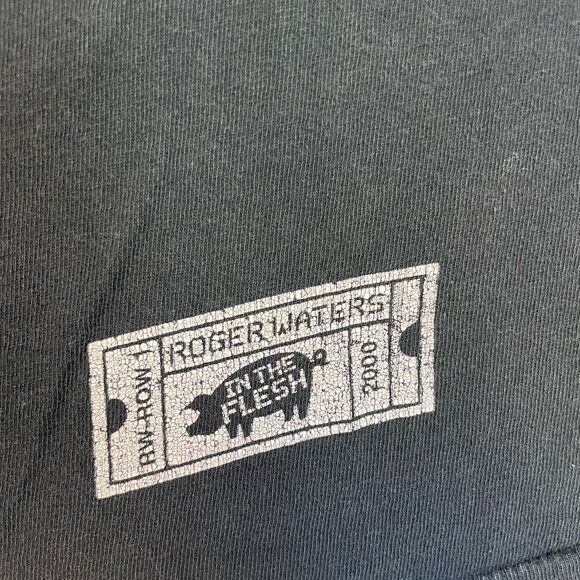 RW-ROW 1
ROGER WATERS
IN THE
FLESH
2000